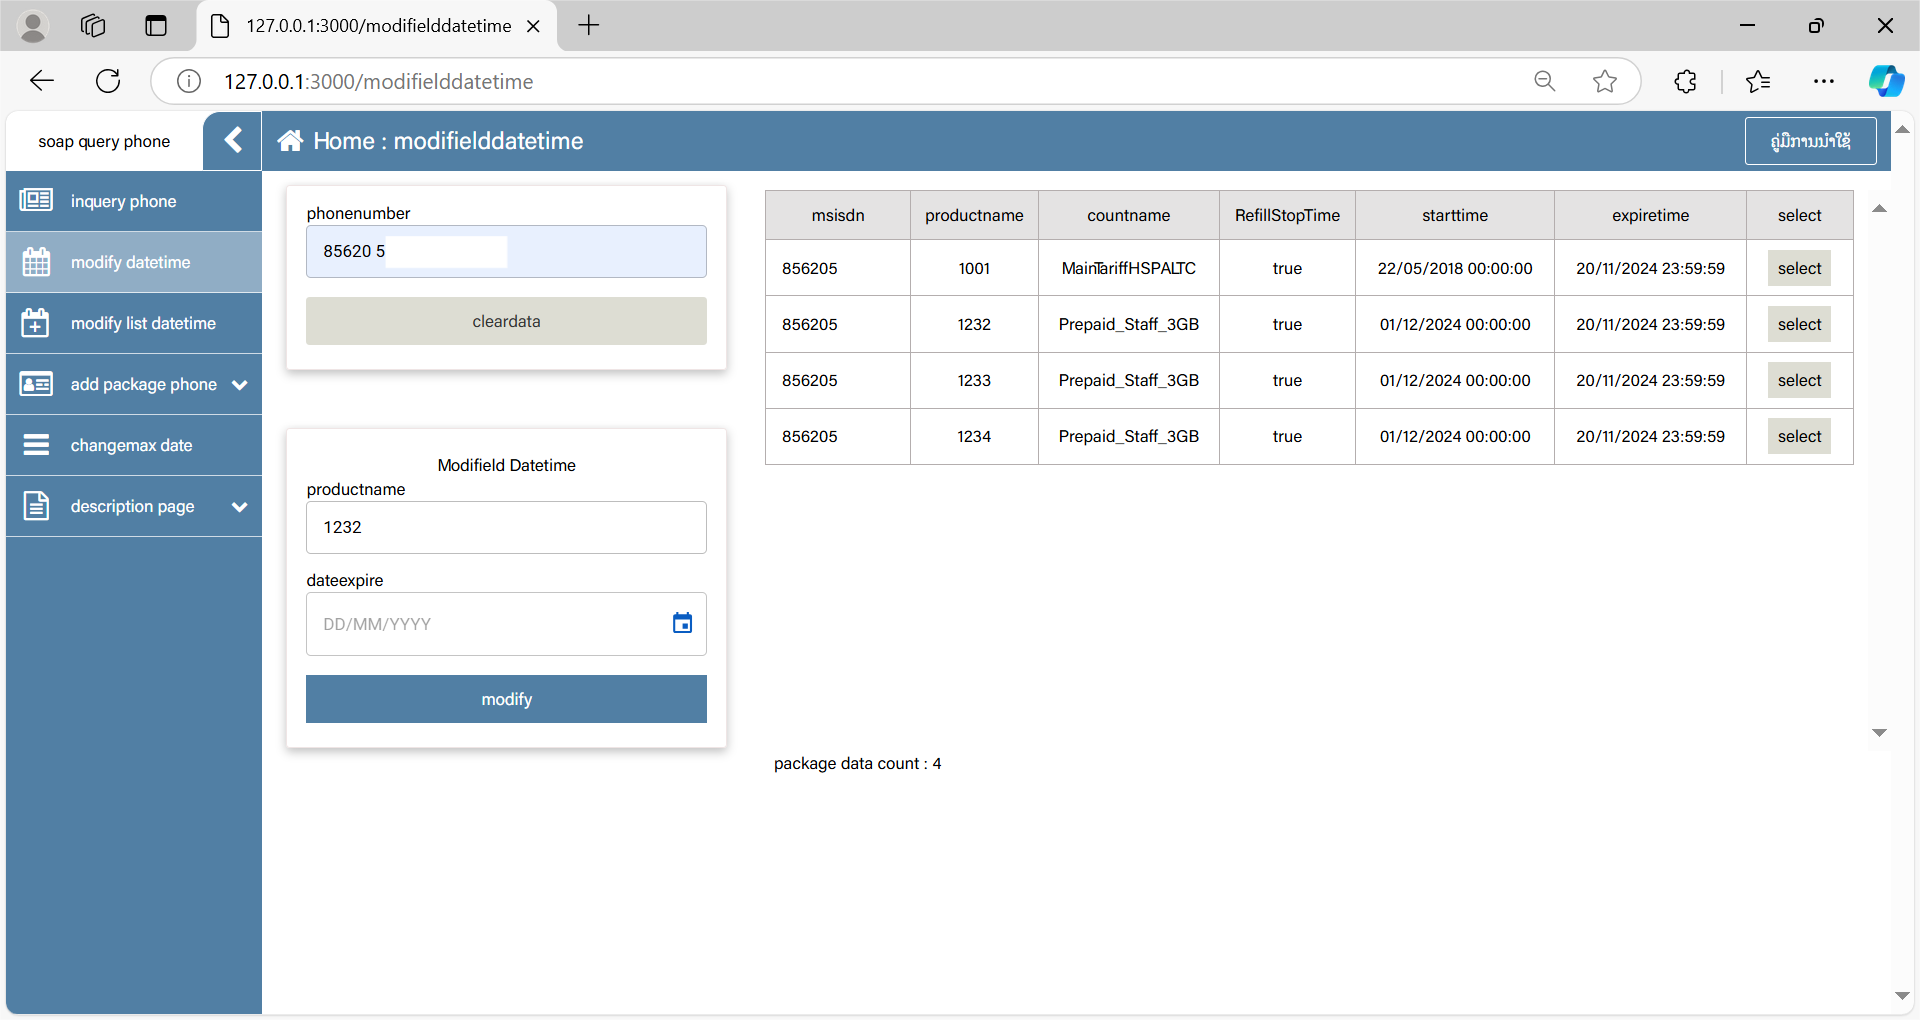 127.0.0.1:3000/modifielddatetime
127.0.0.1:3000/modifielddatetime
soap query phone
Home : modifielddatetime
ຄູ່ມືການນຳໃຊ້
inquery phone
modify datetime
modify list datetime
add package phone
changemax date
description page
phonenumber
85620 5
cleardata
Modifield Datetime
productname
1232
dateexpire
DD/MM/YYYY
modify
msisdn productname countname RefillStopTime starttime expiretime select
856205 1001 MainTariffHSPALTC true 22/05/2018 00:00:00 20/11/2024 23:59:59 select
856205 1232 Prepaid_Staff_3GB true 01/12/2024 00:00:00 20/11/2024 23:59:59 select
856205 1233 Prepaid_Staff_3GB true 01/12/2024 00:00:00 20/11/2024 23:59:59 select
856205 1234 Prepaid_Staff_3GB true 01/12/2024 00:00:00 20/11/2024 23:59:59 select
package data count : 4